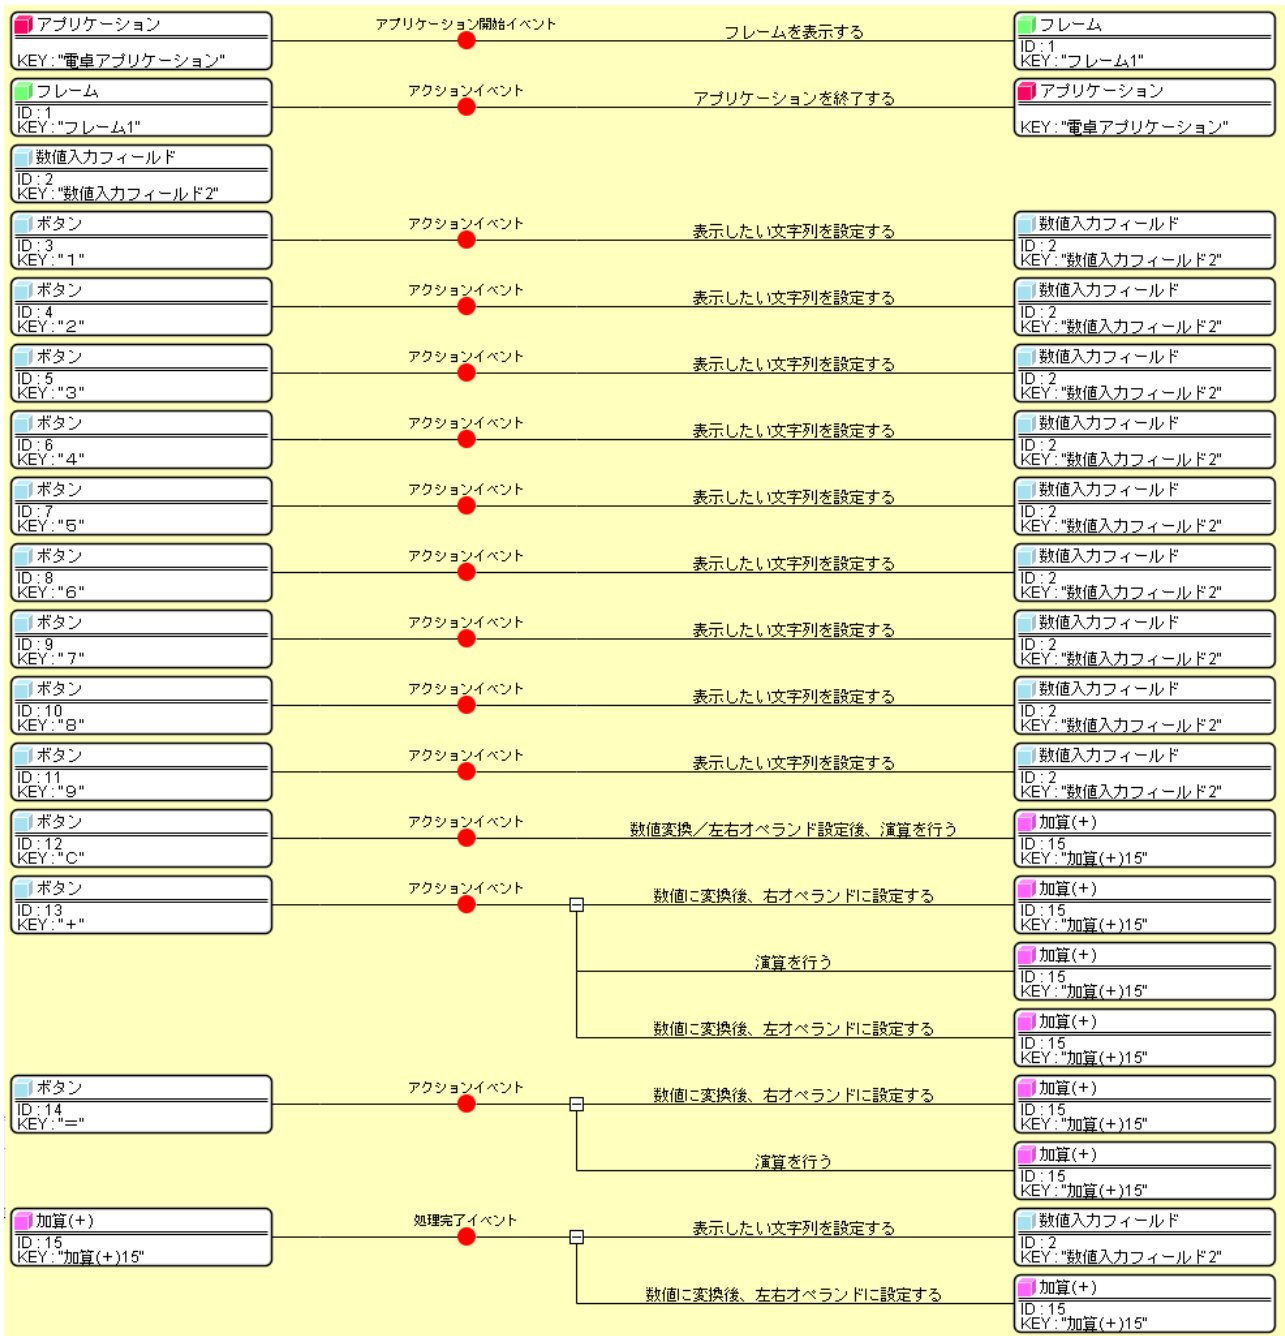 アプリケーション
KEY:"電卓アプリケーション"
アプリケーション開始イベント
フレームを表示する
フレーム
ID:1
KEY:"フレーム1"
フレーム
ID:1
KEY:"フレーム1"
アクションイベント
アプリケーションを終了する
アプリケーション
KEY:"電卓アプリケーション"
数値入力フィールド
ID:2
KEY:"数値入力フィールド2"
ボタン
ID:3
KEY:"1"
アクションイベント
表示したい文字列を設定する
数値入力フィールド
ID:2
KEY:"数値入力フィールド2"
ボタン
ID:4
KEY:"2"
アクションイベント
表示したい文字列を設定する
数値入力フィールド
ID:2
KEY:"数値入力フィールド2"
ボタン
ID:5
KEY:"3"
アクションイベント
表示したい文字列を設定する
数値入力フィールド
ID:2
KEY:"数値入力フィールド2"
ボタン
ID:6
KEY:"4"
アクションイベント
表示したい文字列を設定する
数値入力フィールド
ID:2
KEY:"数値入力フィールド2"
ボタン
ID:7
KEY:"5"
アクションイベント
表示したい文字列を設定する
数値入力フィールド
ID:2
KEY:"数値入力フィールド2"
ボタン
ID:8
KEY:"6"
アクションイベント
表示したい文字列を設定する
数値入力フィールド
ID:2
KEY:"数値入力フィールド2"
ボタン
ID:9
KEY:"7"
アクションイベント
表示したい文字列を設定する
数値入力フィールド
ID:2
KEY:"数値入力フィールド2"
ボタン
ID:10
KEY:"8"
アクションイベント
表示したい文字列を設定する
数値入力フィールド
ID:2
KEY:"数値入力フィールド2"
ボタン
ID:11
KEY:"9"
アクションイベント
表示したい文字列を設定する
数値入力フィールド
ID:2
KEY:"数値入力フィールド2"
ボタン
ID:12
KEY:"C"
アクションイベント
数値変換／左右オペランド設定後、演算を行う
加算(+)
ID:15
KEY:"加算(+)15"
ボタン
ID:13
KEY:"+"
アクションイベント
数値に変換後、右オペランドに設定する
加算(+)
ID:15
KEY:"加算(+)15"
演算を行う
加算(+)
ID:15
KEY:"加算(+)15"
数値に変換後、左オペランドに設定する
加算(+)
ID:15
KEY:"加算(+)15"
ボタン
ID:14
KEY:"="
アクションイベント
数値に変換後、右オペランドに設定する
加算(+)
ID:15
KEY:"加算(+)15"
演算を行う
加算(+)
ID:15
KEY:"加算(+)15"
加算(+)
ID:15
KEY:"加算(+)15"
処理完了イベント
表示したい文字列を設定する
数値入力フィールド
ID:2
KEY:"数値入力フィールド2"
数値に変換後、左右オペランドに設定する
加算(+)
ID:15
KEY:"加算(+)15"